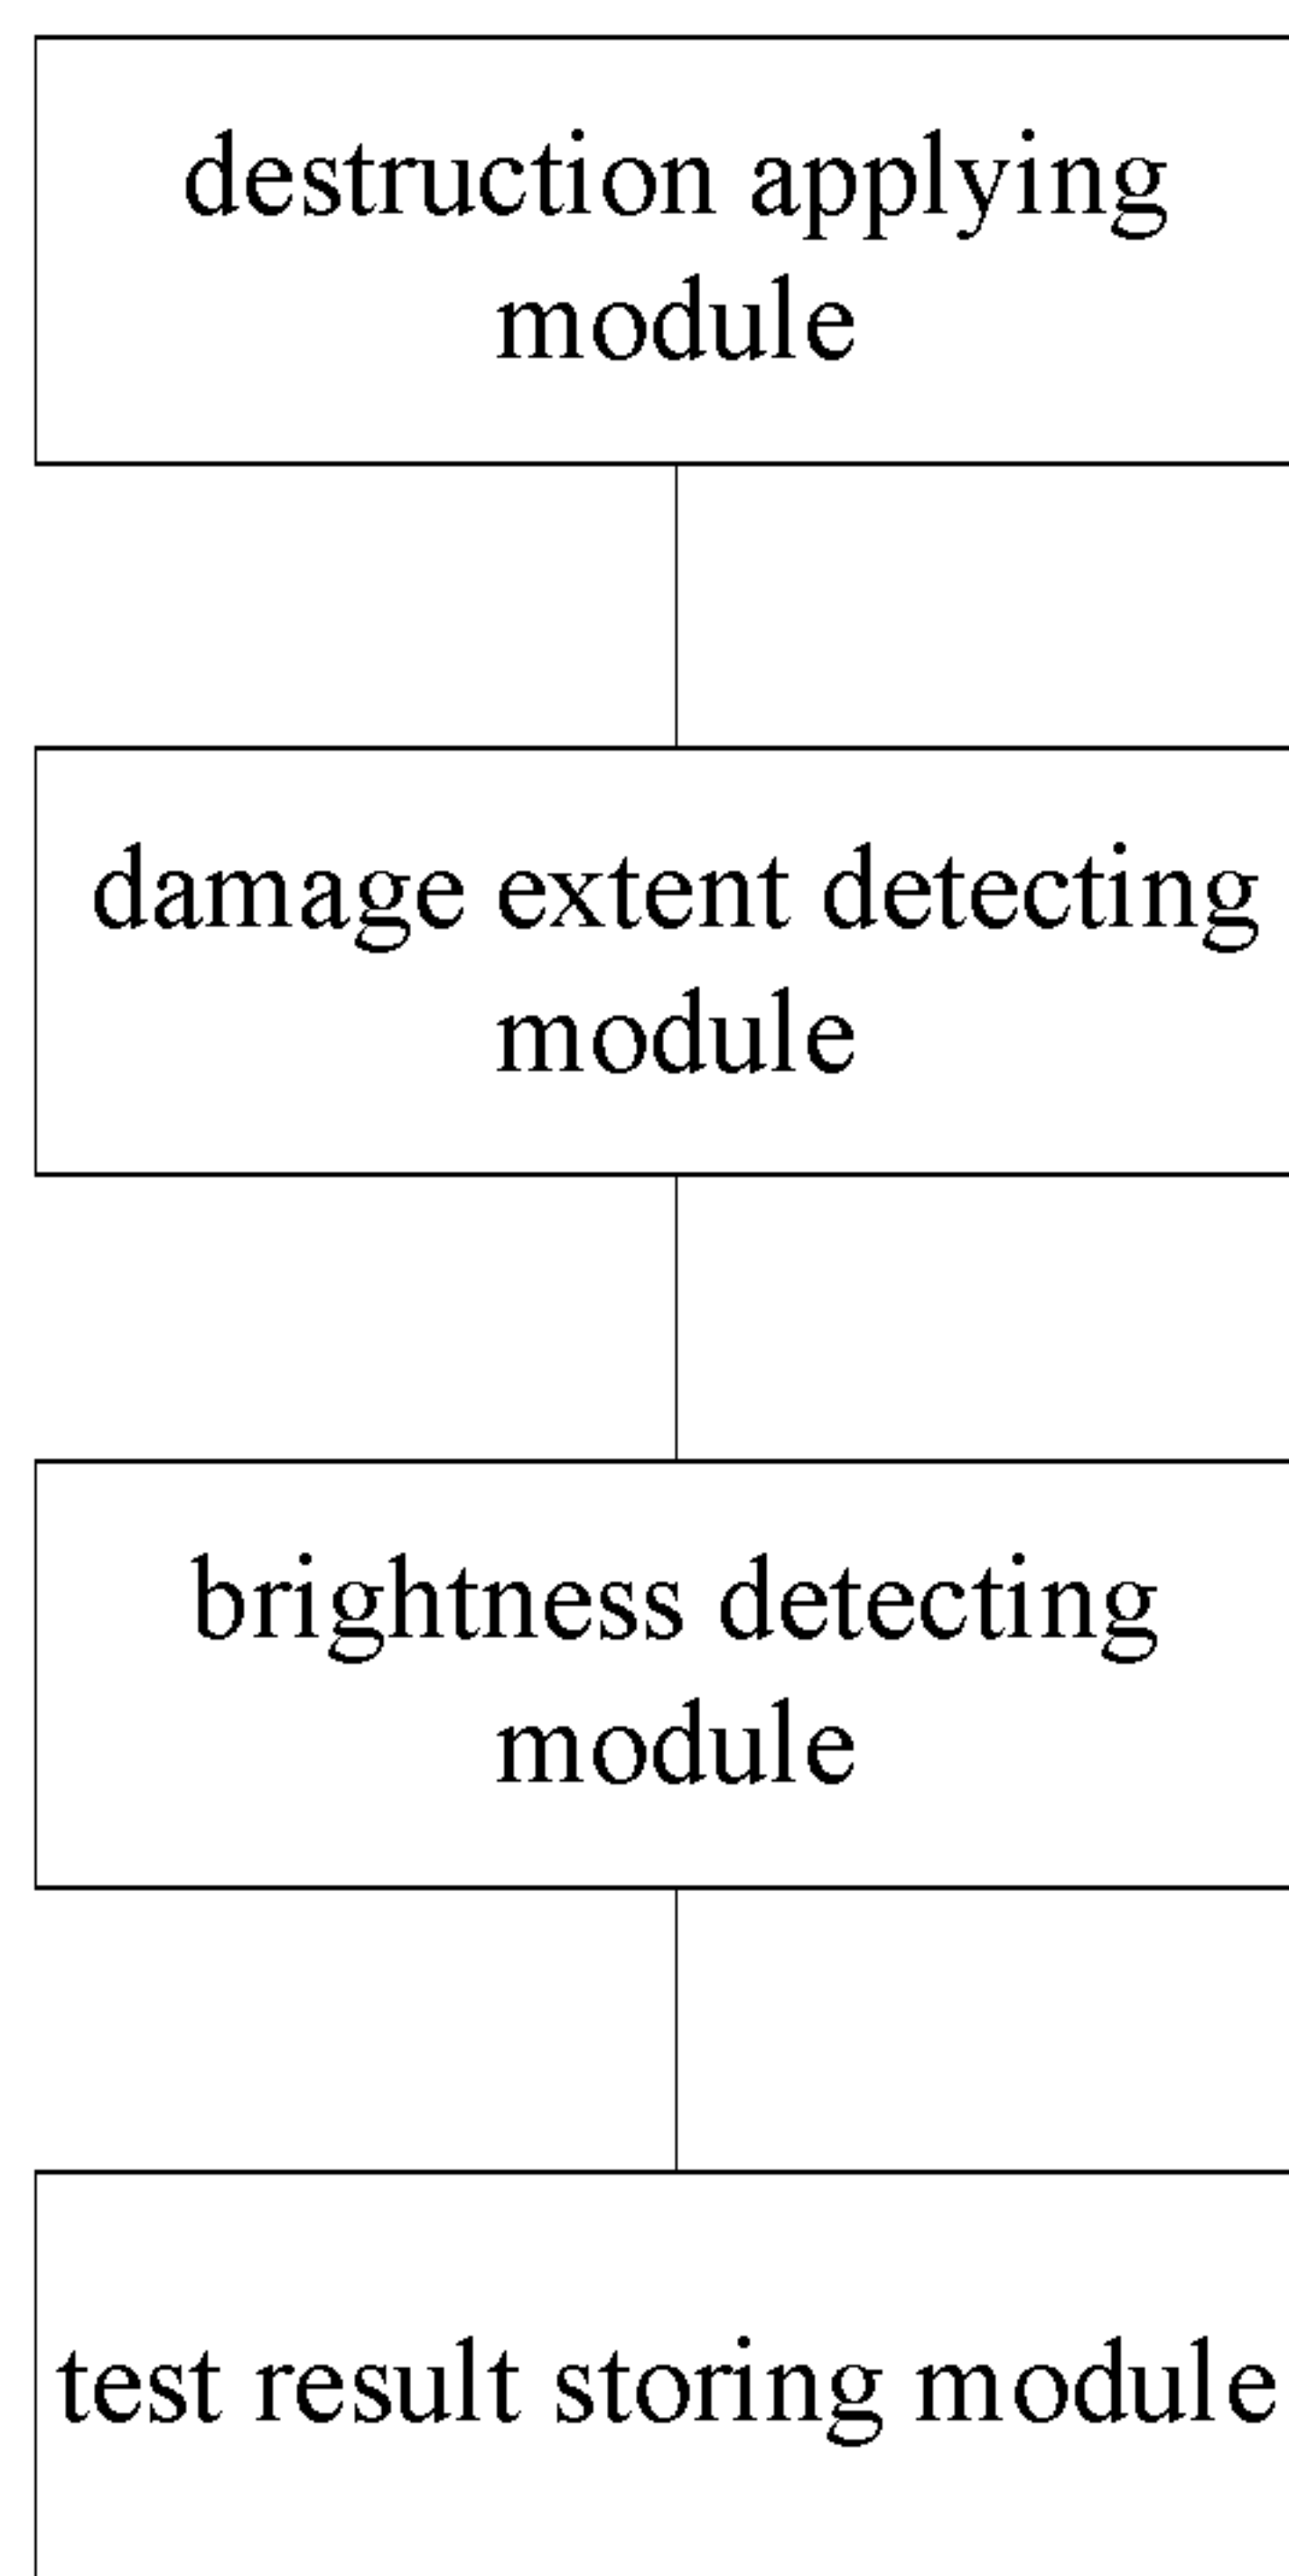 destruction applying
module
damage extent detecting
module
brightness detecting
module
test result storing module